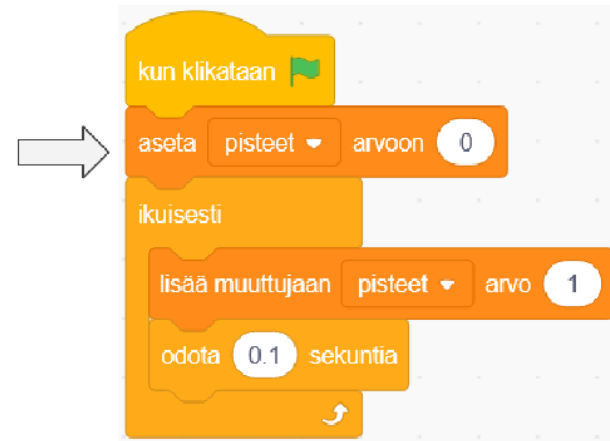 kun klikataan
aseta pisteet arvoon 0
ikuisesti
lisää muuttujaan pisteet arvo 1
odota 0.1 sekuntia